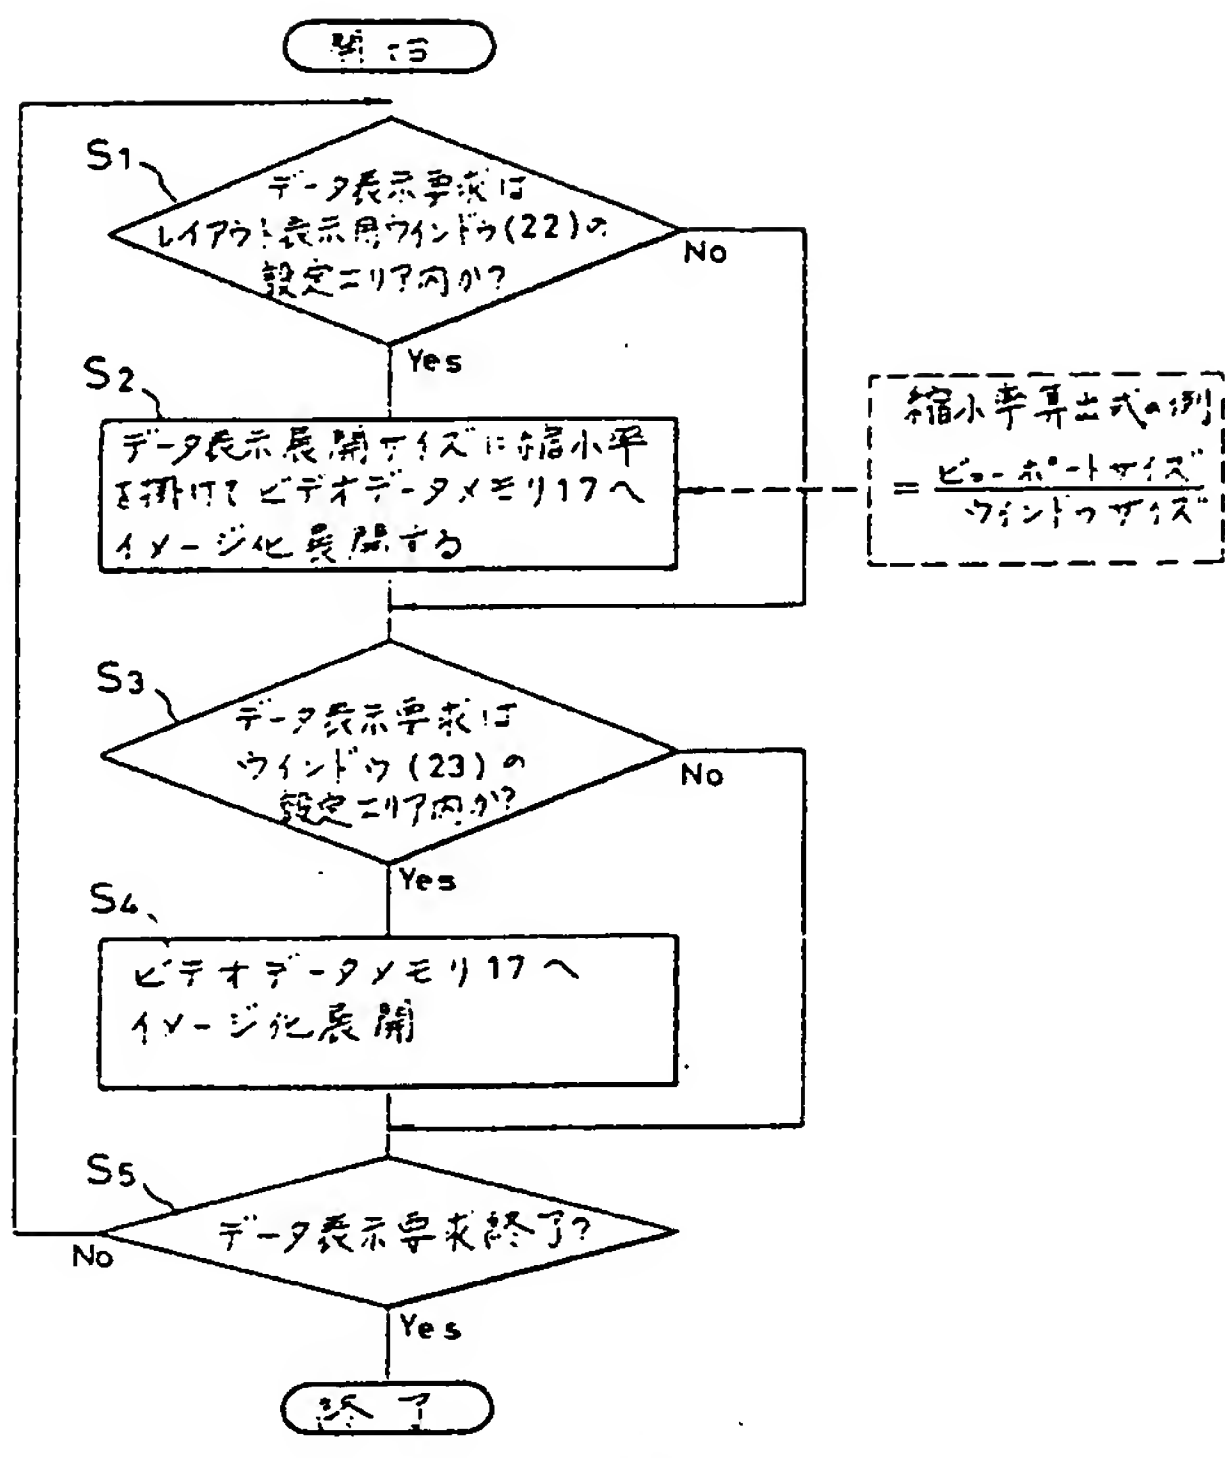 開始
S1
データ表示要求は
レイアウト表示用ウインドウ(22)の
設定エリア内か?
No
Yes
S2
データ表示展開サイズに縮小率
を掛けてビデオデータメモリ17へ
イメージ化展開する
縮小率算出式の例
=
ビューポートサイズ
ウインドウサイズ
S3
データ表示要求は
ウインドウ(23)の
設定エリア内か?
No
Yes
S4
ビデオデータメモリ17へ
イメージ化展開
S5
データ表示要求終了?
No
Yes
終了